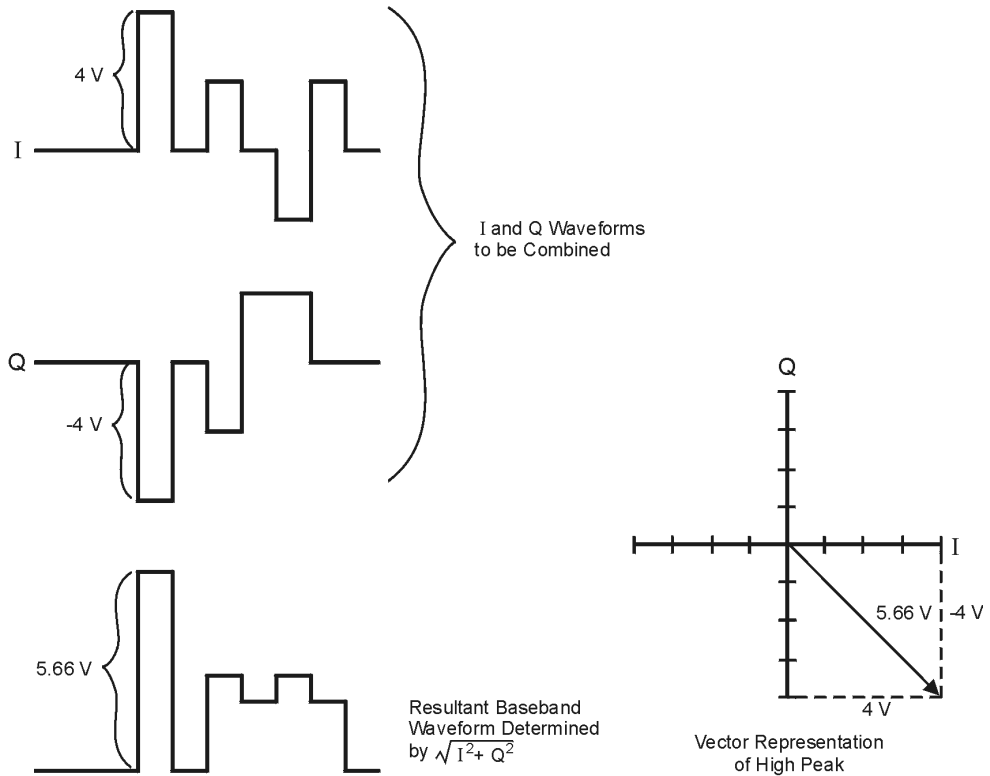 4 V
I
I and Q Waveforms
to be Combined
Q
-4 V
Q
I
5.66 V
-4 V
4 V
5.66 V
Resultant Baseband
Waveform Determined
by √I²+ Q²
Vector Representation
of High Peak